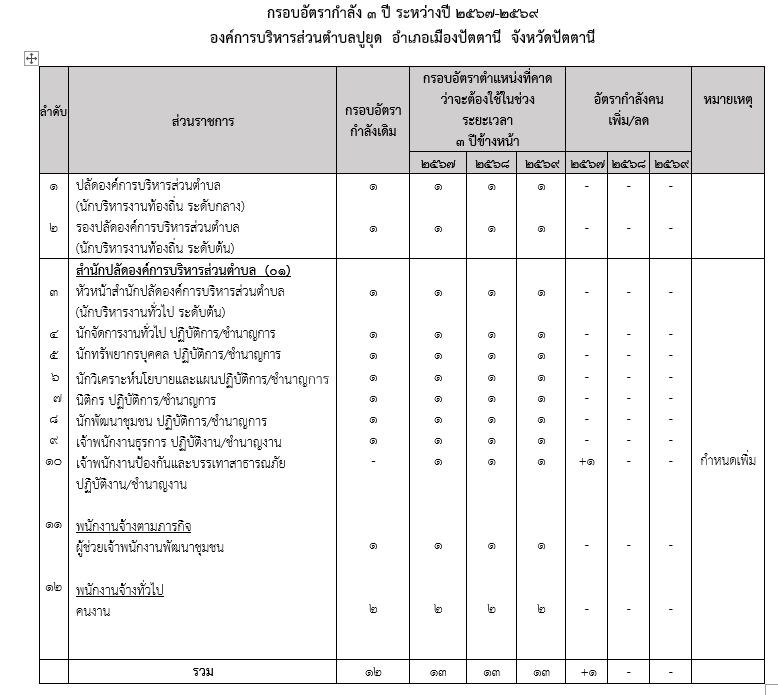 กรอบอัตรากำลัง ๓ ปี ระหว่างปี ๒๕๖๗-๒๕๖๙
องค์การบริหารส่วนตำบลปูยุด อำเภอเมืองปัตตานี จังหวัดปัตตานี
ลำดับ ส่วนราชการ กรอบอัตรากำลังเดิม กรอบอัตราตำแหน่งที่คาดว่าจะต้องใช้ในช่วงระยะเวลา ๓ ปีข้างหน้า อัตรากำลังคน เพิ่ม/ลด หมายเหตุ
๒๕๖๗ ๒๕๖๘ ๒๕๖๙ ๒๕๖๗ ๒๕๖๘ ๒๕๖๙
๑ ปลัดองค์การบริหารส่วนตำบล ๑ ๑ ๑ ๑ - - -
(นักบริหารงานท้องถิ่น ระดับกลาง)
๒ รองปลัดองค์การบริหารส่วนตำบล ๑ ๑ ๑ ๑ - - -
(นักบริหารงานท้องถิ่น ระดับต้น)
สำนักปลัดองค์การบริหารส่วนตำบล (๐๑)
๓ หัวหน้าสำนักปลัดองค์การบริหารส่วนตำบล ๑ ๑ ๑ ๑ - - -
(นักบริหารงานทั่วไป ระดับต้น)
๔ นักจัดการงานทั่วไป ปฏิบัติการ/ชำนาญการ ๑ ๑ ๑ ๑ - - -
๕ นักทรัพยากรบุคคล ปฏิบัติการ/ชำนาญการ ๑ ๑ ๑ ๑ - - -
๖ นักวิเคราะห์นโยบายและแผนปฏิบัติการ/ชำนาญการ ๑ ๑ ๑ ๑ - - -
๗ นิติกร ปฏิบัติการ/ชำนาญการ ๑ ๑ ๑ ๑ - - -
๘ นักพัฒนาชุมชน ปฏิบัติการ/ชำนาญการ ๑ ๑ ๑ ๑ - - -
๙ เจ้าพนักงานธุรการ ปฏิบัติงาน/ชำนาญงาน ๑ ๑ ๑ ๑ - - -
๑๐ เจ้าพนักงานป้องกันและบรรเทาสาธารณภัย - ๑ ๑ ๑ +๑ - - กำหนดเพิ่ม
ปฏิบัติงาน/ชำนาญงาน
๑๑ พนักงานจ้างตามภารกิจ
ผู้ช่วยเจ้าพนักงานพัฒนาชุมชน ๑ ๑ ๑ ๑ - - -
๑๒ พนักงานจ้างทั่วไป
คนงาน ๒ ๒ ๒ ๒ - - -
รวม ๑๒ ๑๓ ๑๓ ๑๓ +๑ - -